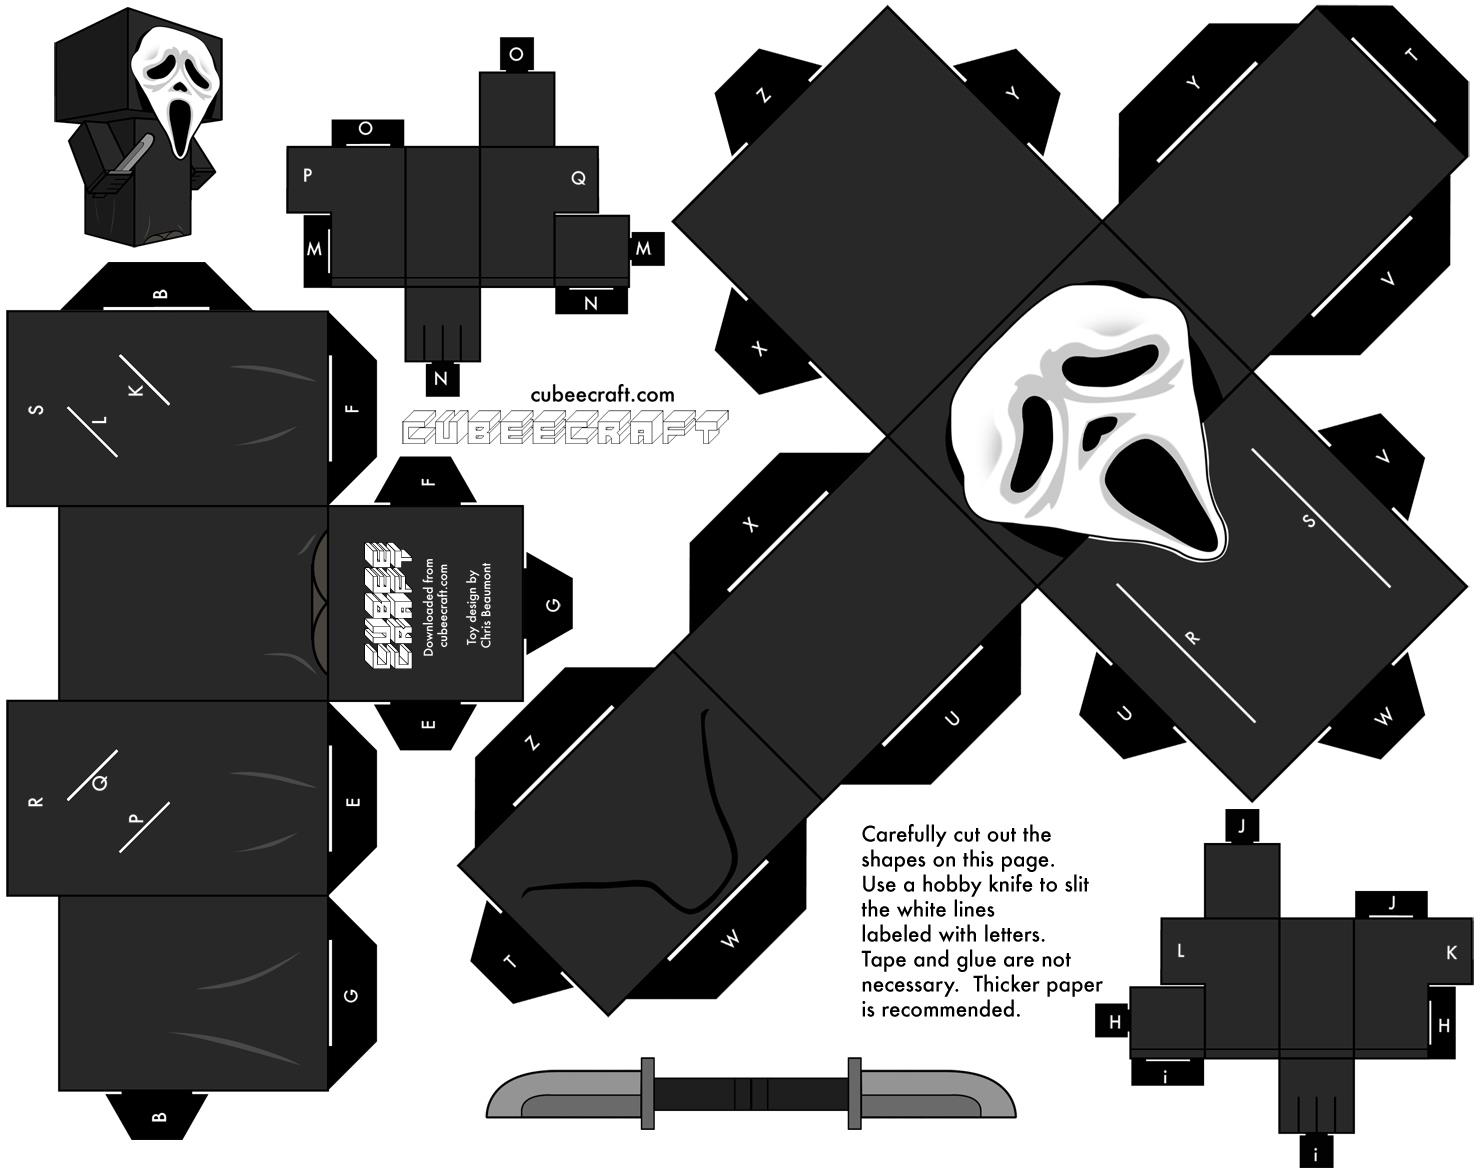 O
O
P
Q
M
M
N
N
Z
Y
Y
T
X
V
B
S
K
L
F
cubeecraft.com
CUBEECRAFT
F
X
V
S
CUBEE
CRAFT
Downloaded from
cubeecraft.com
Toy design by
Chris Beaumont
G
R
E
Z
U
U
W
R
Q
P
E
J
Carefully cut out the
shapes on this page.
Use a hobby knife to slit
the white lines
labeled with letters.
Tape and glue are not
necessary. Thicker paper
is recommended.
J
W
L
K
T
G
H
H
i
B
i